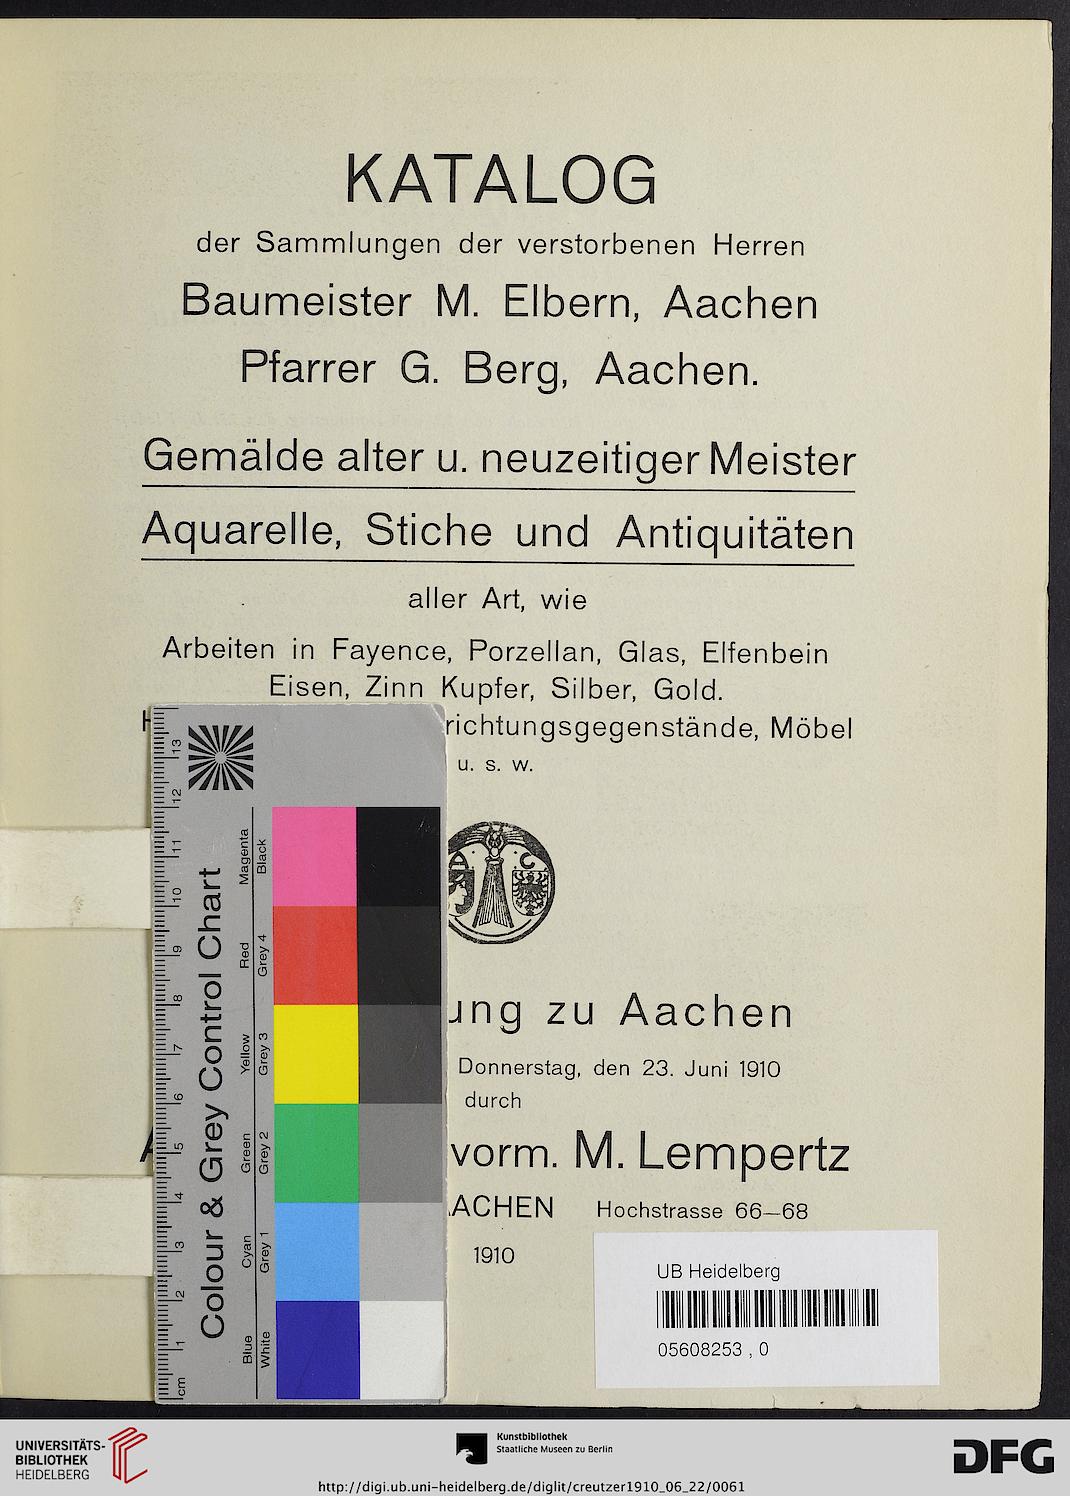 KATALOG
der Sammlungen der verstorbenen Herren
Baumeister M. Elbern, Aachen
Pfarrer G. Berg, Aachen.
Gemälde alter u. neuzeitiger Meister
Aquarelle, Stiche und Antiquitäten
aller Art, wie
Arbeiten in Fayence, Porzellan, Glas, Elfenbein
Eisen, Zinn Kupfer, Silber, Gold.
richtungsgegenstände, Möbel
u. s. w.
A C
ung zu Aachen
Donnerstag, den 23. Juni 1910
durch
vorm. M. Lempertz
AACHEN Hochstrasse 66—68
1910
UB Heidelberg
05608253 , 0
Colour & Grey Control Chart
Blue Cyan Green Yellow Red Magenta
White Grey 1 Grey 2 Grey 3 Grey 4 Black
cm 1 2 3 4 5 6 7 8 9 10 11 12 13
UNIVERSITÄTS-
BIBLIOTHEK
HEIDELBERG
Kunstbibliothek
Staatliche Museen zu Berlin
DFG
http://digi.ub.uni-heidelberg.de/diglit/creutzer1910_06_22/0061